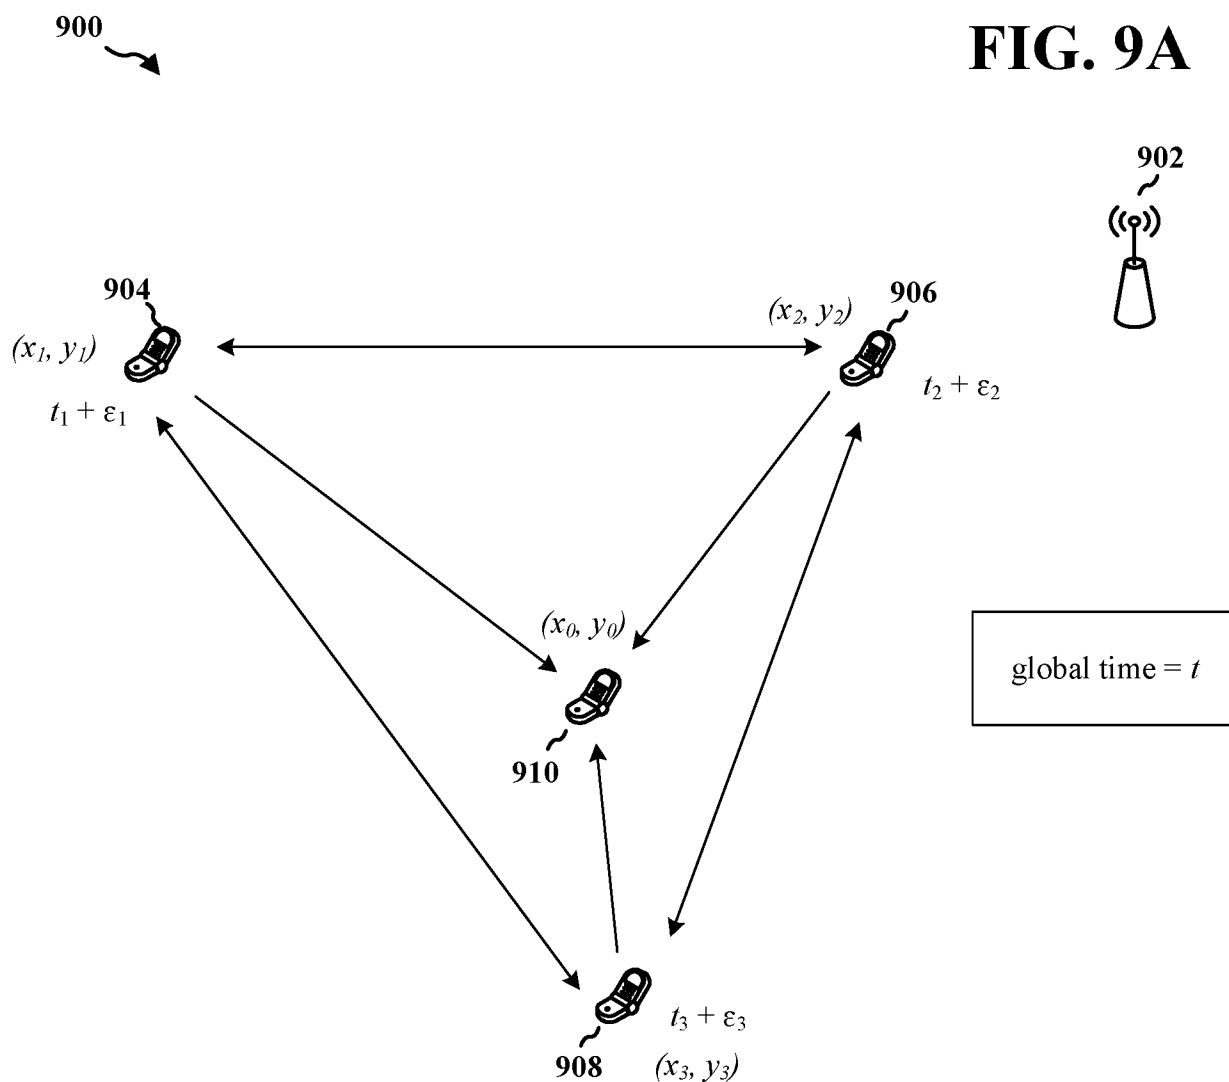 900
FIG. 9A
902
904
906
(x₂, y₂)
(x₁, y₁)
t₁ + ε₁
t₂ + ε₂
(x₀, y₀)
global time = t
910
t₃ + ε₃
908
(x₃, y₃)